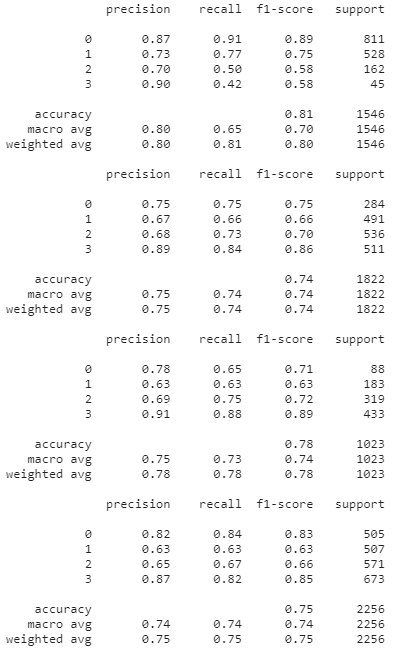 precision recall f1-score support
0 0.87 0.91 0.89 811
1 0.73 0.77 0.75 528
2 0.70 0.50 0.58 162
3 0.90 0.42 0.58 45
accuracy 0.81 1546
macro avg 0.80 0.65 0.70 1546
weighted avg 0.80 0.81 0.80 1546
precision recall f1-score support
0 0.75 0.75 0.75 284
1 0.67 0.66 0.66 491
2 0.68 0.73 0.70 536
3 0.89 0.84 0.86 511
accuracy 0.74 1822
macro avg 0.75 0.74 0.74 1822
weighted avg 0.75 0.74 0.74 1822
precision recall f1-score support
0 0.78 0.65 0.71 88
1 0.63 0.63 0.63 183
2 0.69 0.75 0.72 319
3 0.91 0.88 0.89 433
accuracy 0.78 1023
macro avg 0.75 0.73 0.74 1023
weighted avg 0.78 0.78 0.78 1023
precision recall f1-score support
0 0.82 0.84 0.83 505
1 0.63 0.63 0.63 507
2 0.65 0.67 0.66 571
3 0.87 0.82 0.85 673
accuracy 0.75 2256
macro avg 0.74 0.74 0.74 2256
weighted avg 0.75 0.75 0.75 2256